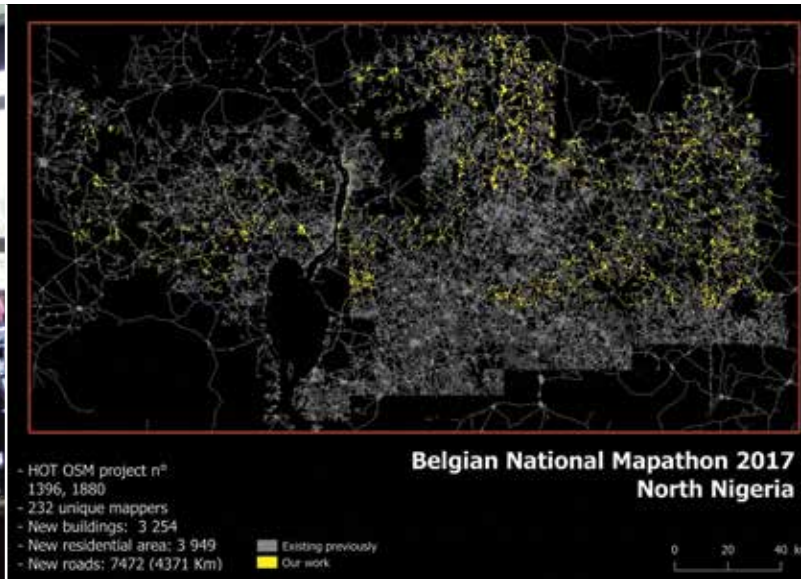 Belgian National Mapathon 2017
North Nigeria
- HOT OSM project n°
1396, 1880
- 232 unique mappers
- New buildings: 3 254
- New residential area: 3 949
- New roads: 7472 (4371 Km)
Existing previously
Our work
0 20 40